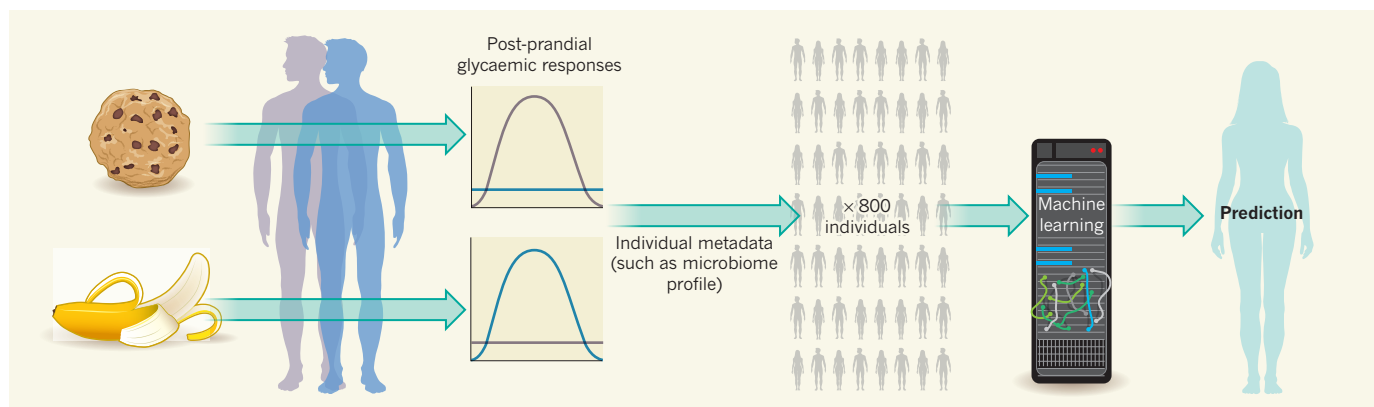 Post-prandial
glycaemic responses
Individual metadata
(such as microbiome
profile)
× 800
individuals
Machine
learning
Prediction